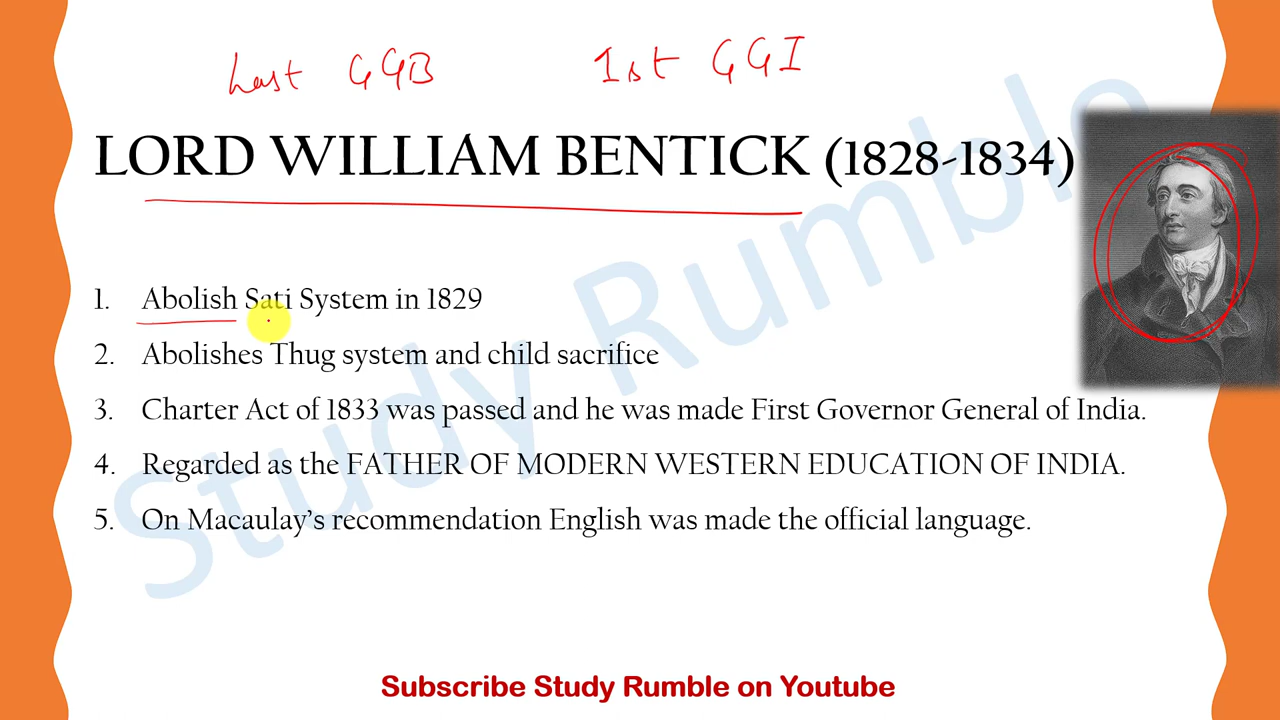 Last GGB 1st GGI
LORD WILLIAM BENTICK (1828-1834)
1. Abolish Sati System in 1829
2. Abolishes Thug system and child sacrifice
3. Charter Act of 1833 was passed and he was made First Governor General of India.
4. Regarded as the FATHER OF MODERN WESTERN EDUCATION OF INDIA.
5. On Macaulay's recommendation English was made the official language.
Study Rumble
Subscribe Study Rumble on Youtube